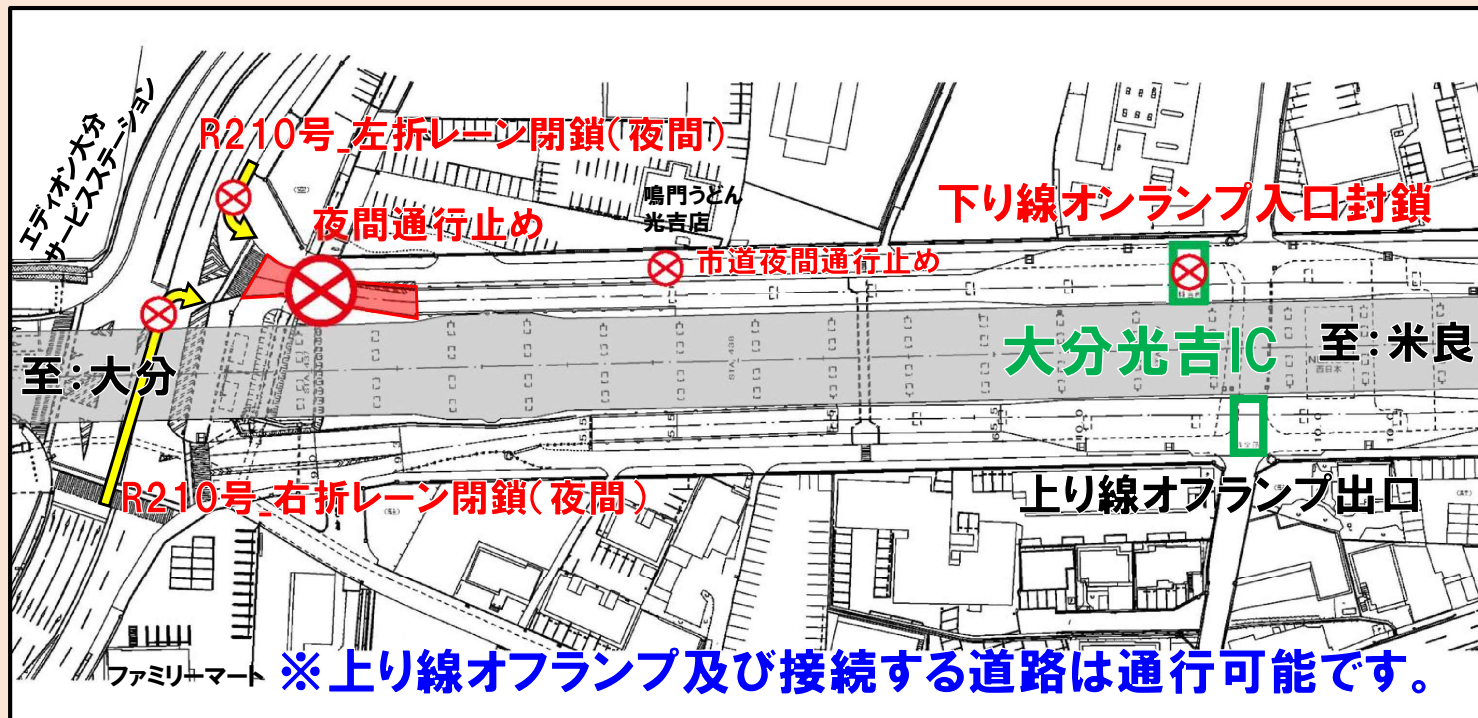 エディオン大分
サービスステーション
R210号_左折レーン閉鎖(夜間)
鳴門うどん
光吉店
夜間通行止め
下り線オンランプ入口封鎖
市道夜間通行止め
大分光吉IC
至:米良
至:大分
西日本
R210号_右折レーン閉鎖(夜間)
上り線オフランプ出口
ファミリーマート
※上り線オフランプ及び接続する道路は通行可能です。